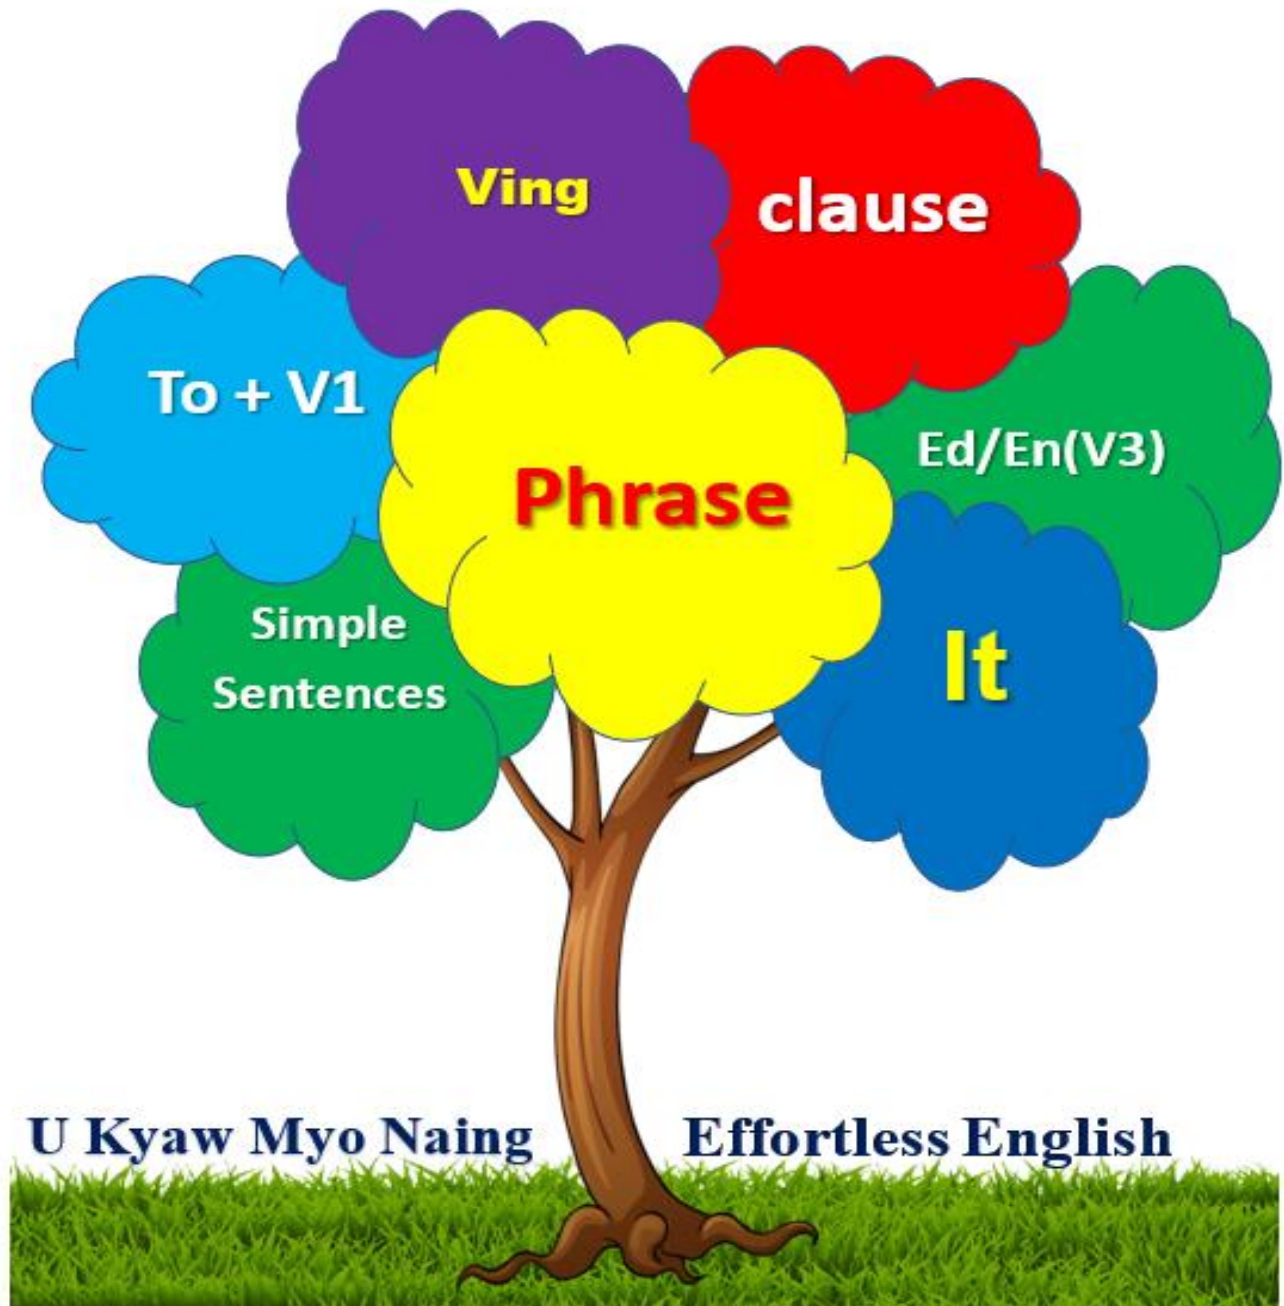 Ving
clause
To + V1
Ed/En(V3)
Phrase
Simple
Sentences
It
U Kyaw Myo Naing
Effortless English